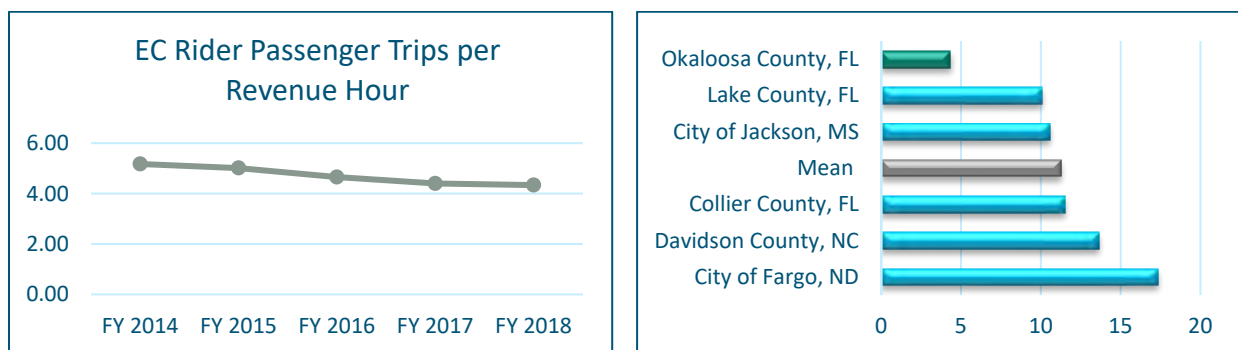 EC Rider Passenger Trips per
Revenue Hour
6.00
4.00
2.00
0.00
FY 2014 FY 2015 FY 2016 FY 2017 FY 2018
Okaloosa County, FL
Lake County, FL
City of Jackson, MS
Mean
Collier County, FL
Davidson County, NC
City of Fargo, ND
0 5 10 15 20